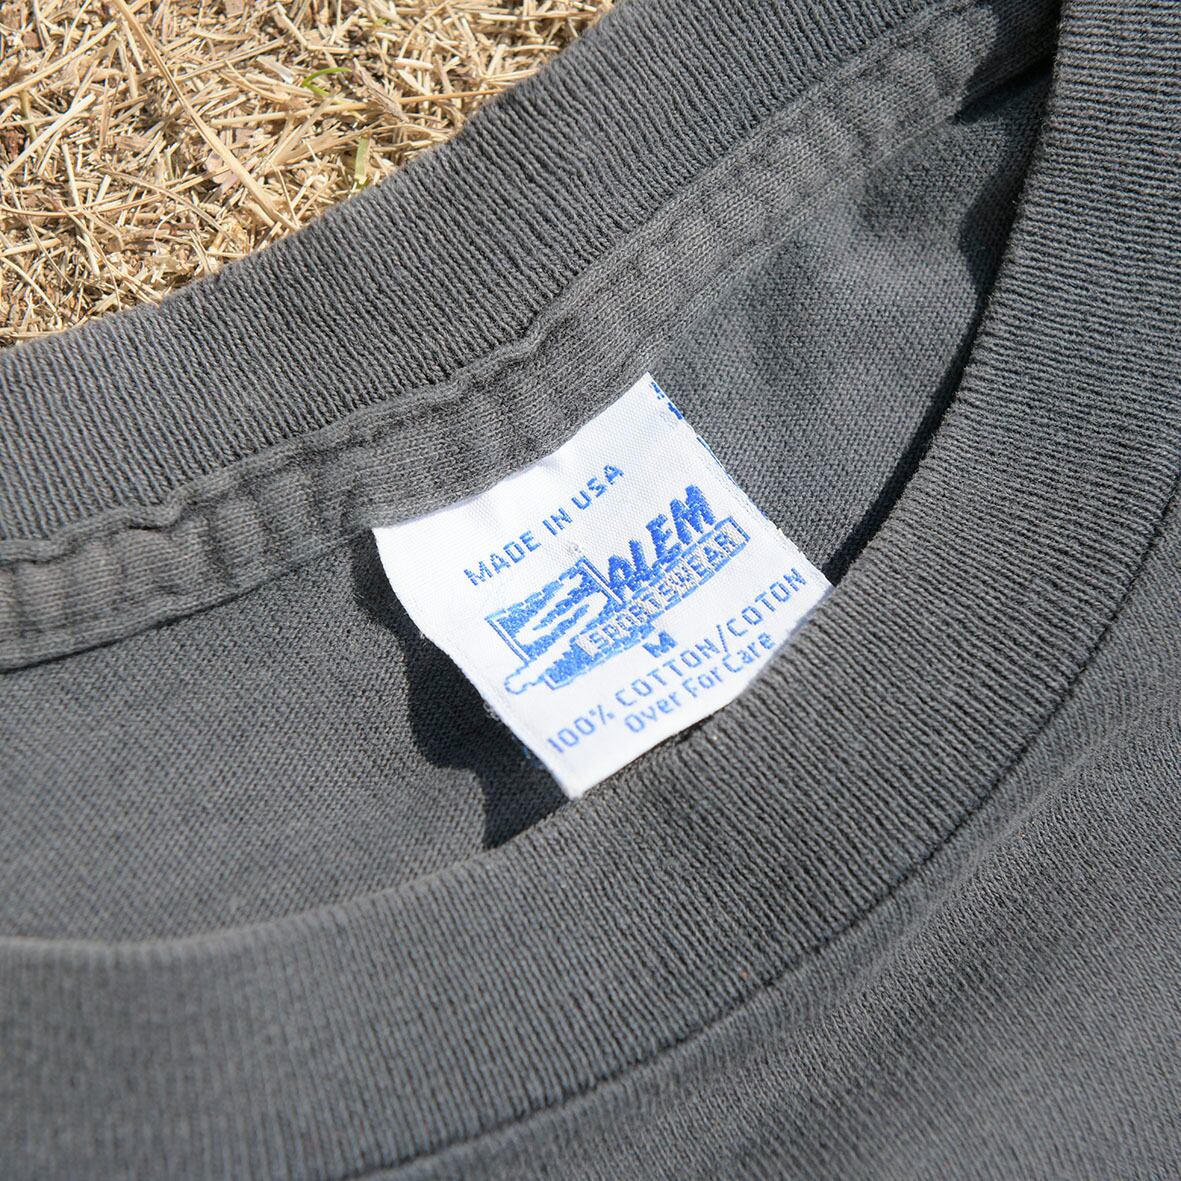 MADE IN USA
SALEM
SPORTSWEAR
M
100% COTTON/COTON
Over For Care